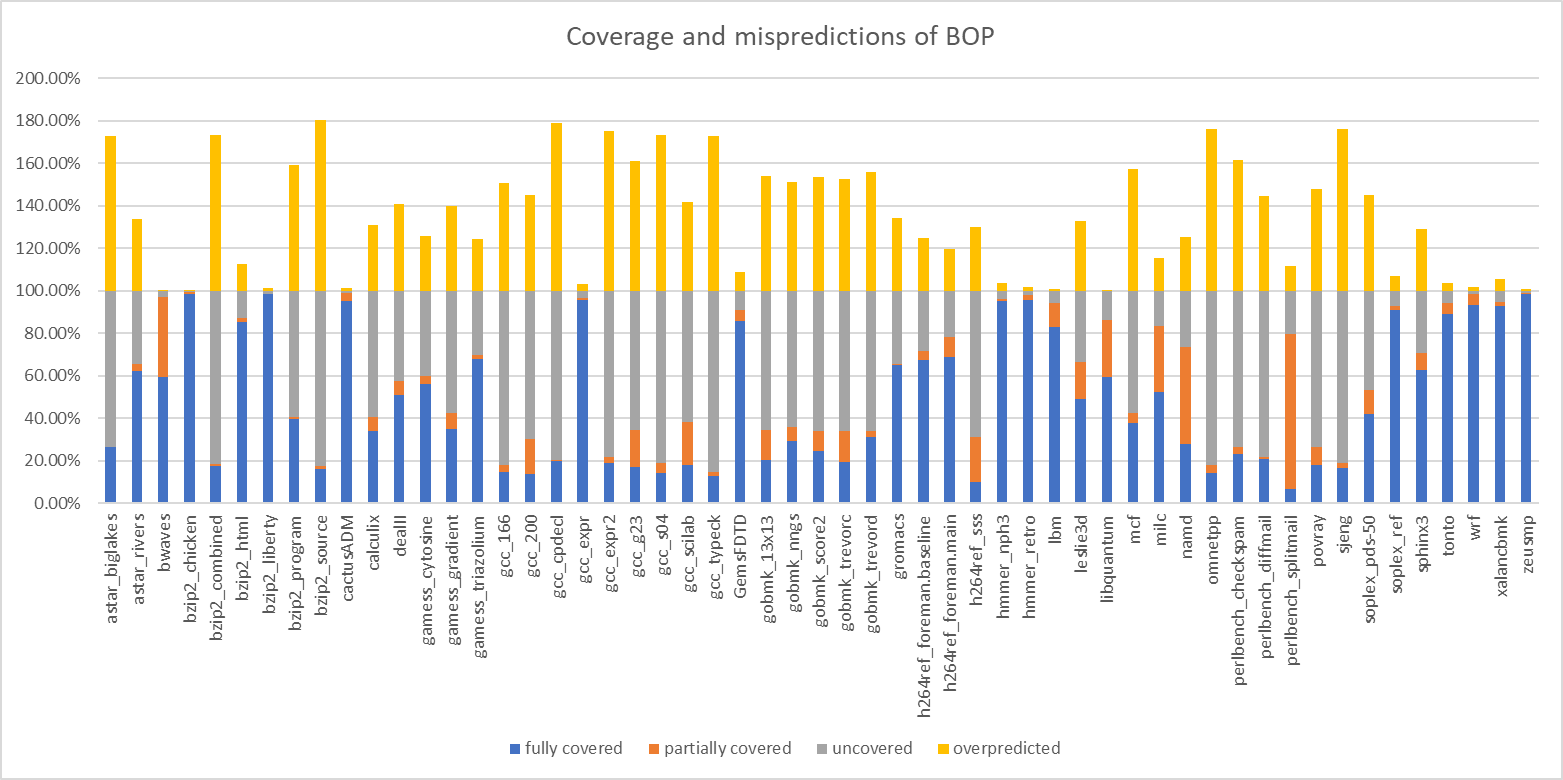 Coverage and mispredictions of BOP
200.00%
180.00%
160.00%
140.00%
120.00%
100.00%
80.00%
60.00%
40.00%
20.00%
0.00%
astar_biglakes
astar_rivers
bwaves
bzip2_chicken
bzip2_combined
bzip2_html
bzip2_liberty
bzip2_program
bzip2_source
cactusADM
calculix
dealII
gamess_cytosine
gamess_gradient
gamess_triazolium
gcc_166
gcc_200
gcc_cpdecl
gcc_expr
gcc_expr2
gcc_g23
gcc_s04
gcc_scilab
gcc_typeck
GemsFDTD
gobmk_13x13
gobmk_nngs
gobmk_score2
gobmk_trevorc
gobmk_trevord
gromacs
h264ref_foreman.baseline
h264ref_foreman.main
h264ref_sss
hmmer_nph3
hmmer_retro
lbm
leslie3d
libquantum
mcf
milc
namd
omnetpp
perlbench_checkspam
perlbench_diffmail
perlbench_splitmail
povray
sjeng
soplex_pds-50
soplex_ref
sphinx3
tonto
wrf
xalancbmk
zeusmp
fully covered
partially covered
uncovered
overpredicted